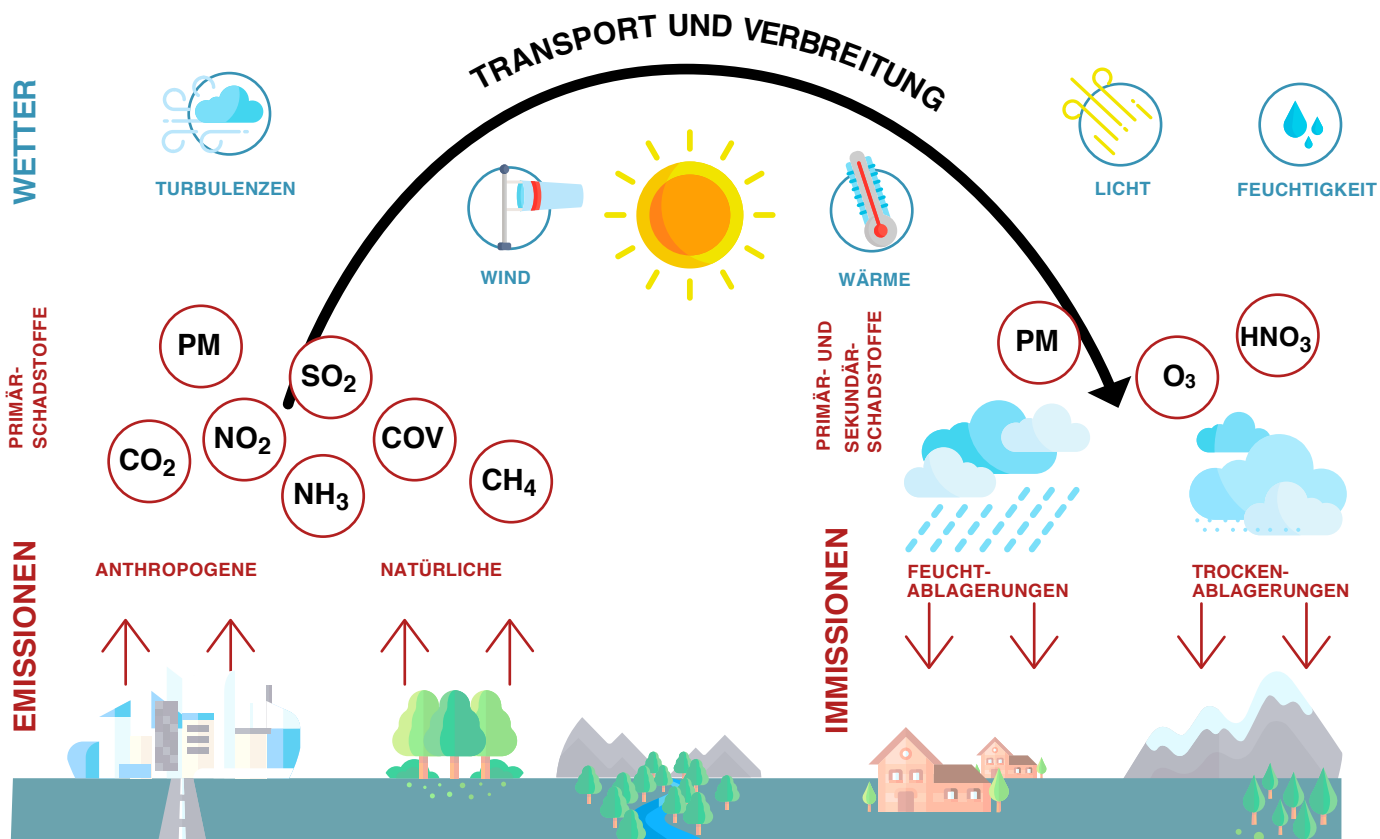 TRANSPORT UND VERBREITUNG
WETTER
TURBULENZEN
WIND
WÄRME
LICHT
FEUCHTIGKEIT
PRIMÄR-
SCHADSTOFFE
PM
SO₂
NO₂
COV
CO₂
NH₃
CH₄
PRIMÄR- UND
SEKUNDÄR-
SCHADSTOFFE
PM
O₃
HNO₃
EMISSIONEN
ANTHROPOGENE
NATÜRLICHE
IMMISSIONEN
FEUCHT-
ABLAGERUNGEN
TROCKEN-
ABLAGERUNGEN